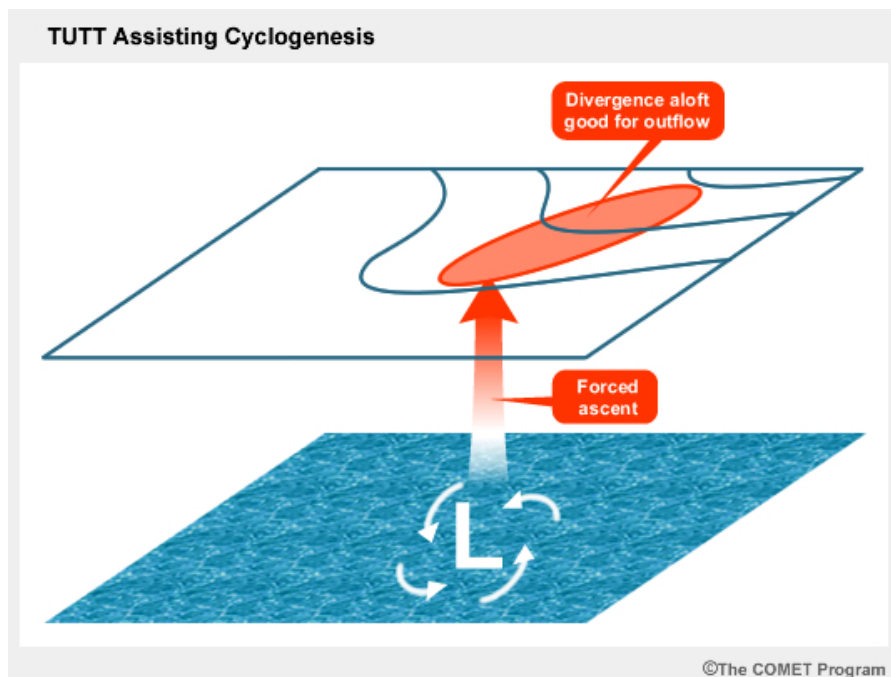 TUTT Assisting Cyclogenesis
Divergence aloft
good for outflow
Forced
ascent
L
©The COMET Program